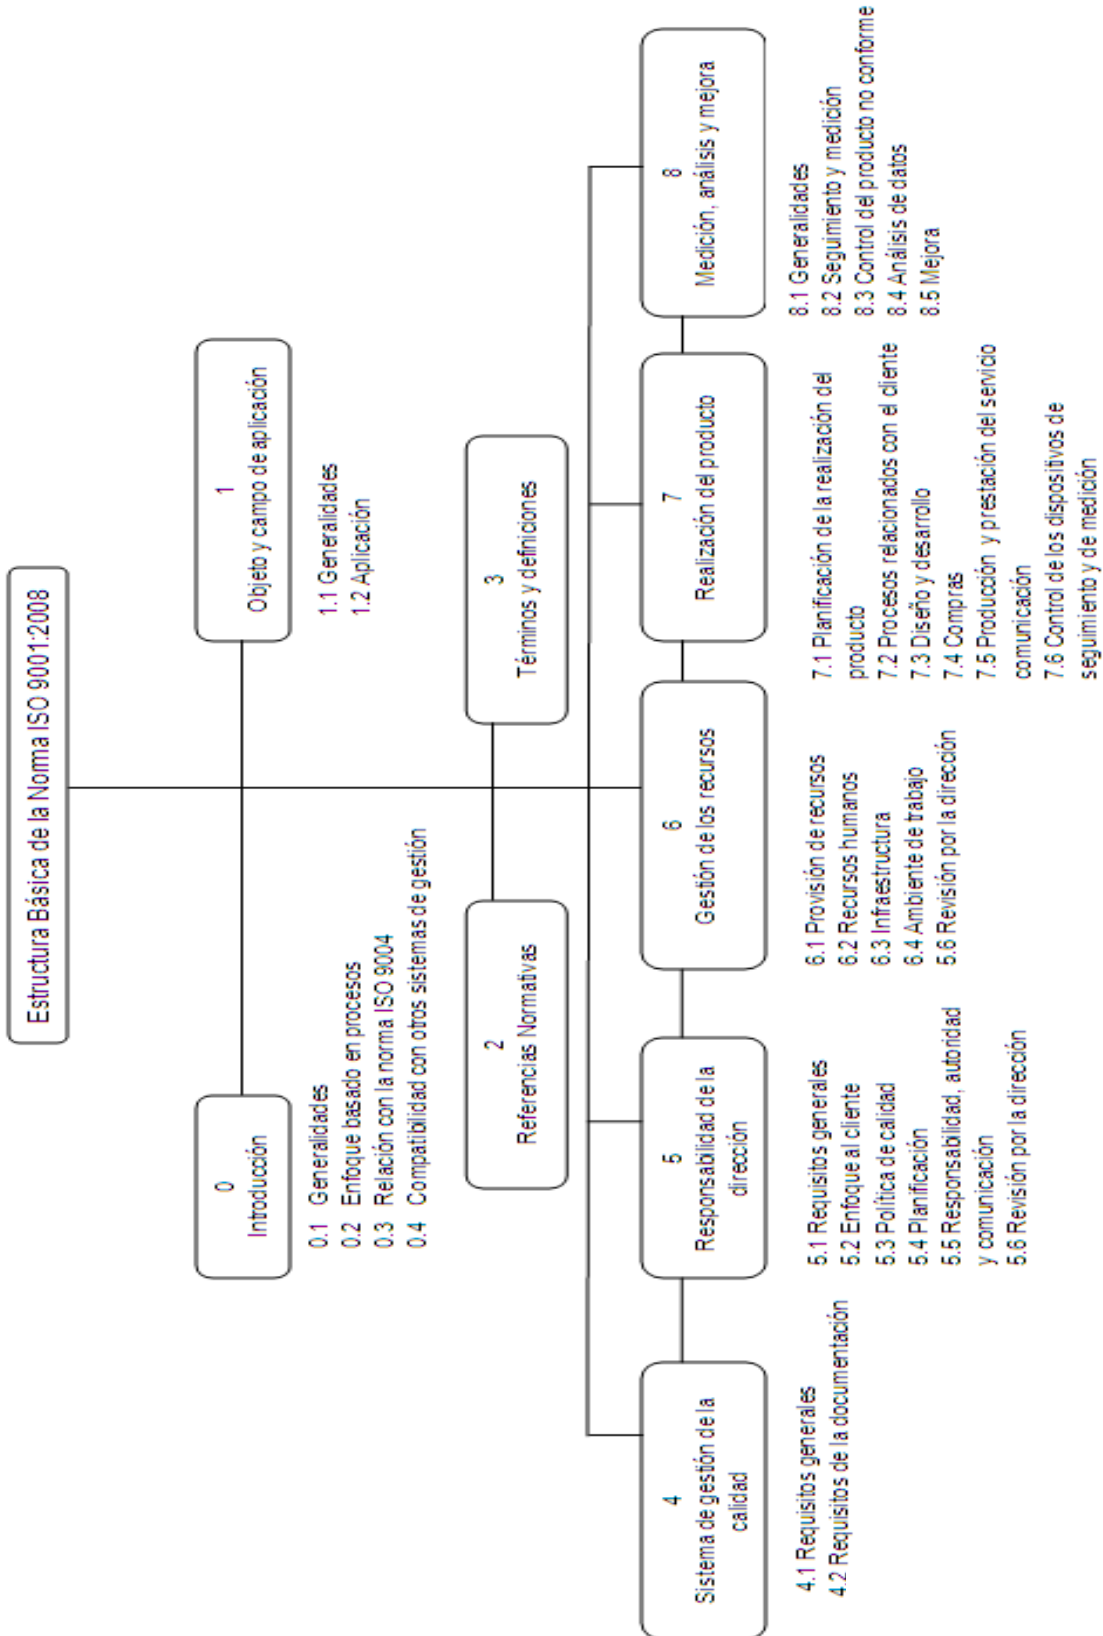 Estructura Básica de la Norma ISO 9001:2008
0
Introducción
0.1 Generalidades
0.2 Enfoque basado en procesos
0.3 Relación con la norma ISO 9004
0.4 Compatibilidad con otros sistemas de gestión
1
Objeto y campo de aplicación
1.1 Generalidades
1.2 Aplicación
2
Referencias Normativas
3
Términos y definiciones
4
Sistema de gestión de la
calidad
4.1 Requisitos generales
4.2 Requisitos de la documentación
5
Responsabilidad de la
dirección
5.1 Requisitos generales
5.2 Enfoque al cliente
5.3 Política de calidad
5.4 Planificación
5.5 Responsabilidad, autoridad
y comunicación
5.6 Revisión por la dirección
6
Gestión de los recursos
6.1 Provisión de recursos
6.2 Recursos humanos
6.3 Infraestructura
6.4 Ambiente de trabajo
5.6 Revisión por la dirección
7
Realización del producto
7.1 Planificación de la realización del
producto
7.2 Procesos relacionados con el cliente
7.3 Diseño y desarrollo
7.4 Compras
7.5 Producción y prestación del servicio
comunicación
7.6 Control de los dispositivos de
seguimiento y de medición
8
Medición, análisis y mejora
8.1 Generalidades
8.2 Seguimiento y medición
8.3 Control del producto no conforme
8.4 Análisis de datos
8.5 Mejora